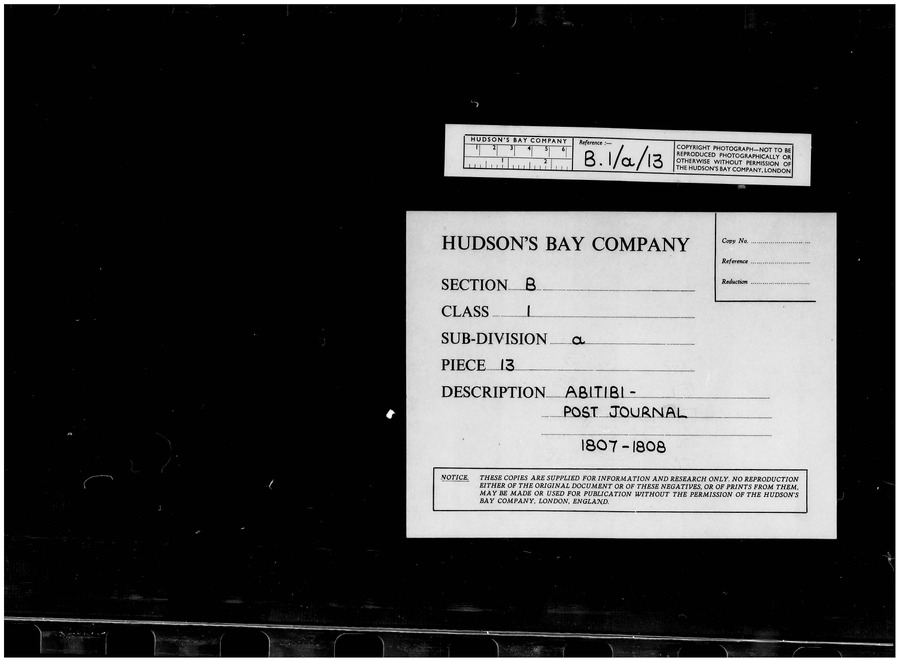 HUDSON'S BAY COMPANY
1 2 3 4 5 6
1 2
Reference :—
B.1/a/13
COPYRIGHT PHOTOGRAPH—NOT TO BE
REPRODUCED PHOTOGRAPHICALLY OR
OTHERWISE WITHOUT PERMISSION OF
THE HUDSON'S BAY COMPANY, LONDON
HUDSON'S BAY COMPANY
Copy No.
Reference
Reduction
SECTION B
CLASS 1
SUB-DIVISION a
PIECE 13
DESCRIPTION ABITIBI -
POST JOURNAL
1807-1808
NOTICE. THESE COPIES ARE SUPPLIED FOR INFORMATION AND RESEARCH ONLY. NO REPRODUCTION
EITHER OF THE ORIGINAL DOCUMENT OR OF THESE NEGATIVES, OR OF PRINTS FROM THEM,
MAY BE MADE OR USED FOR PUBLICATION WITHOUT THE PERMISSION OF THE HUDSON'S
BAY COMPANY, LONDON, ENGLAND.